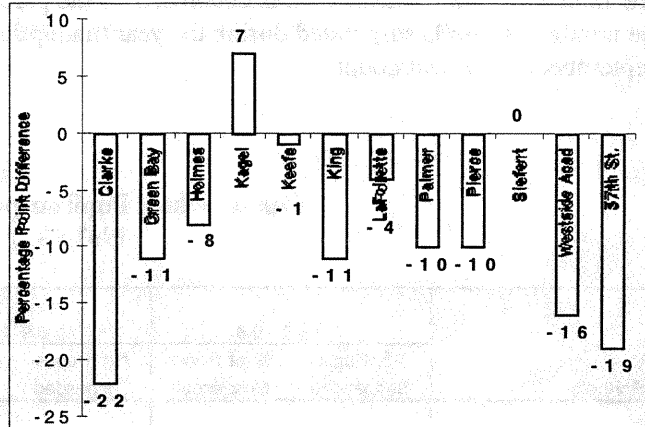 10
5
0
-5
-10
-15
-20
-25
Percentage Point Difference
Clarke
Green Bay
Holmes
Kagel
Keefe
King
LaFollette
Palmer
Pierce
Siefert
Westside Acad
37th St.
-22
-11
-8
7
-1
-11
-4
-10
-10
0
-16
-19